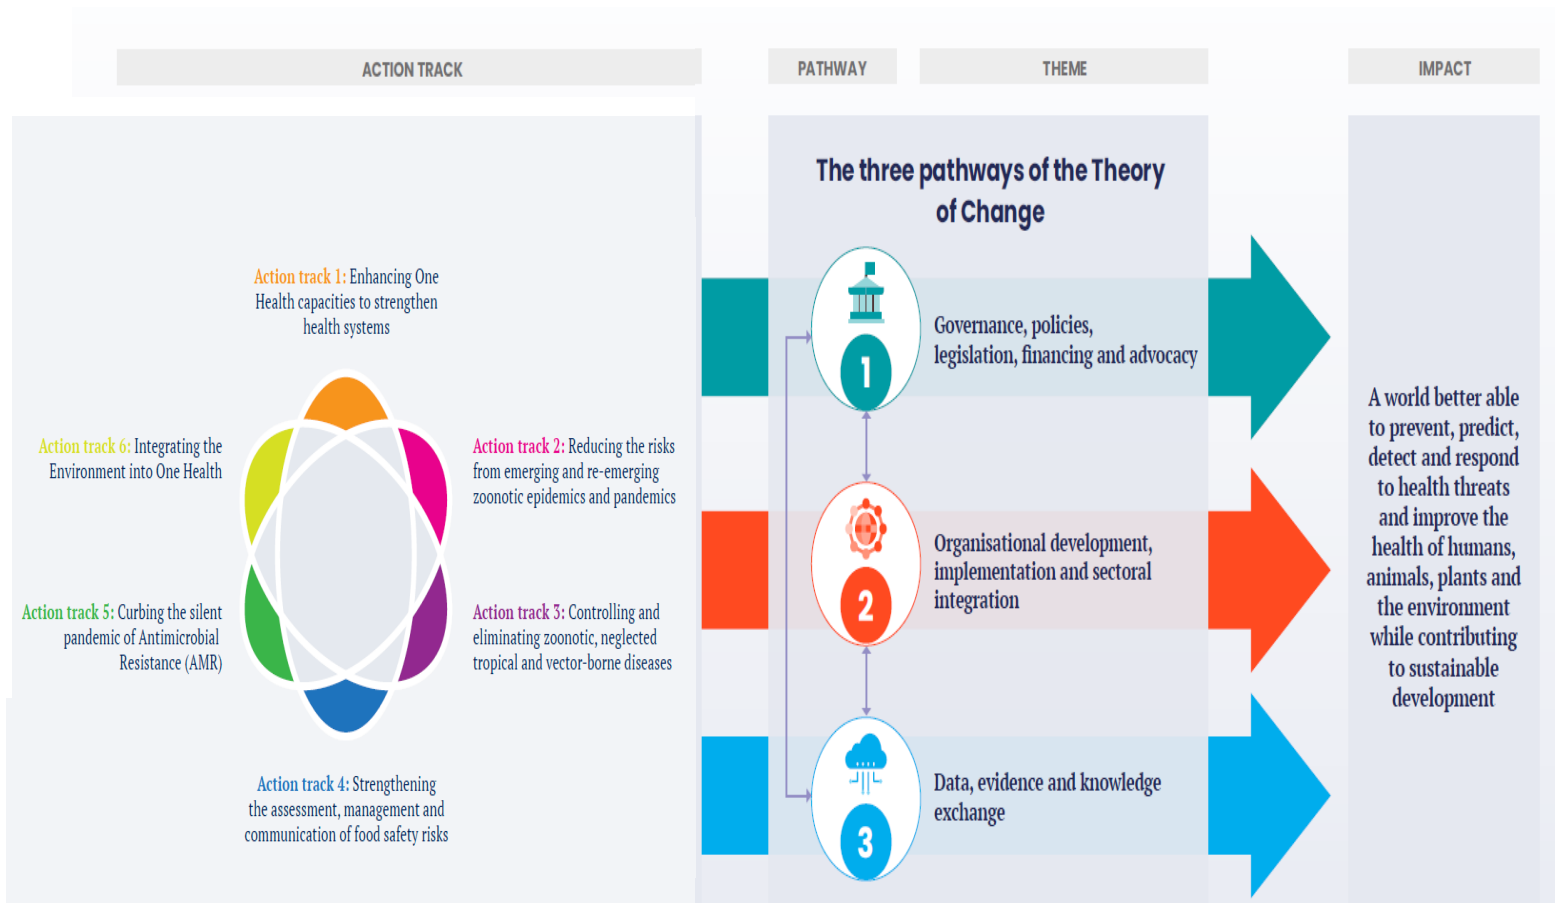 ACTION TRACK
PATHWAY
THEME
IMPACT
Action track 1: Enhancing One
Health capacities to strengthen
health systems
Action track 6: Integrating the
Environment into One Health
Action track 2: Reducing the risks
from emerging and re-emerging
zoonotic epidemics and pandemics
Action track 5: Curbing the silent
pandemic of Antimicrobial
Resistance (AMR)
Action track 3: Controlling and
eliminating zoonotic, neglected
tropical and vector-borne diseases
Action track 4: Strengthening
the assessment, management and
communication of food safety risks
The three pathways of the Theory
of Change
1
Governance, policies,
legislation, financing and advocacy
2
Organisational development,
implementation and sectoral
integration
3
Data, evidence and knowledge
exchange
A world better able
to prevent, predict,
detect and respond
to health threats
and improve the
health of humans,
animals, plants and
the environment
while contributing
to sustainable
development